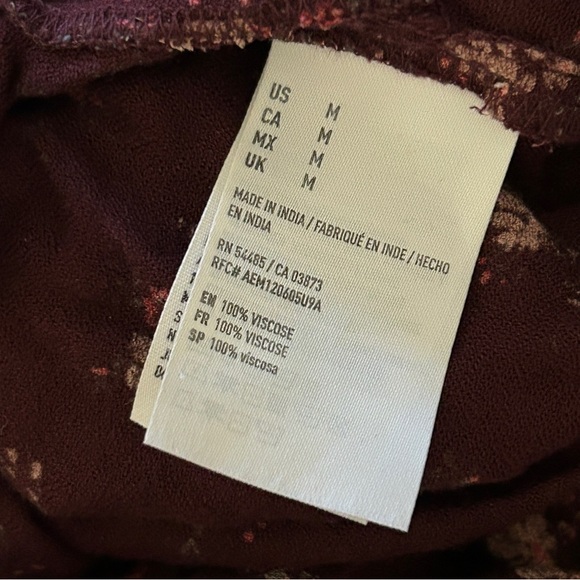 US M
CA M
MX M
UK M
MADE IN INDIA / FABRIQUÉ EN INDE / HECHO
EN INDIA
RN 54485 / CA 03873
RFC# AEM120605U9A
EN 100% VISCOSE
FR 100% VISCOSE
SP 100% viscosa